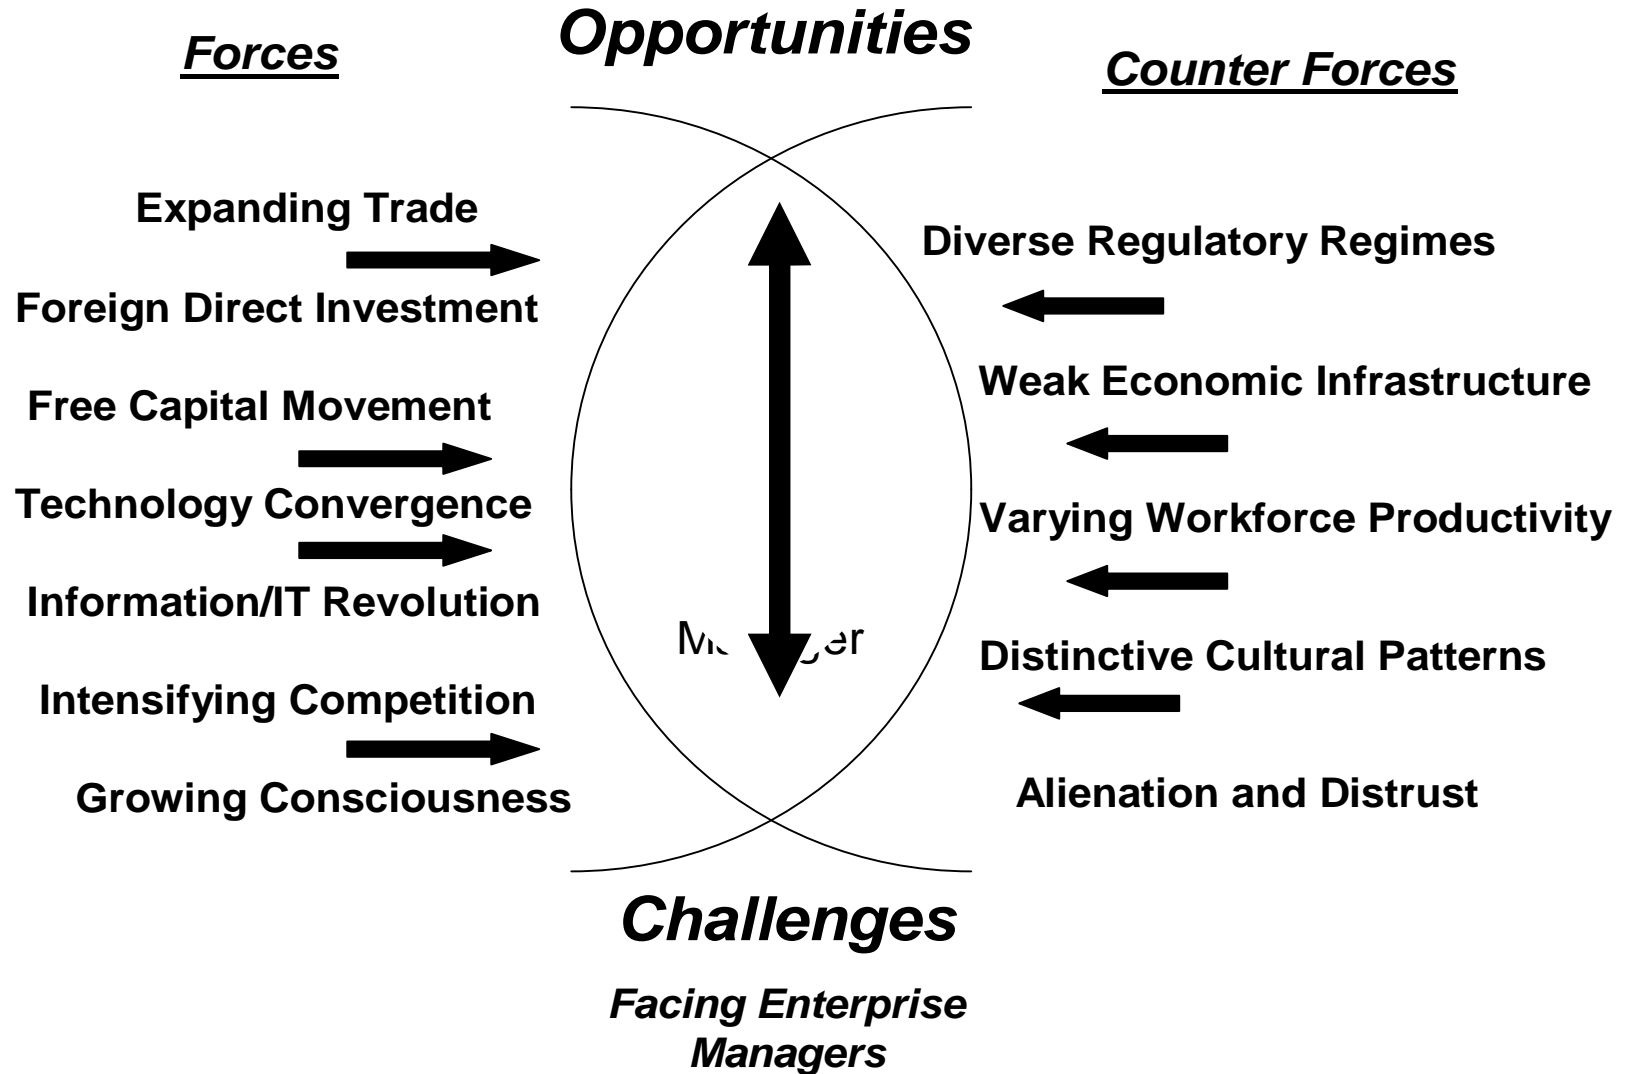 Opportunities
Forces
Counter Forces
Expanding Trade
Foreign Direct Investment
Free Capital Movement
Technology Convergence
Information/IT Revolution
Intensifying Competition
Growing Consciousness
Diverse Regulatory Regimes
Weak Economic Infrastructure
Varying Workforce Productivity
Distinctive Cultural Patterns
Alienation and Distrust
Challenges
Facing Enterprise
Managers